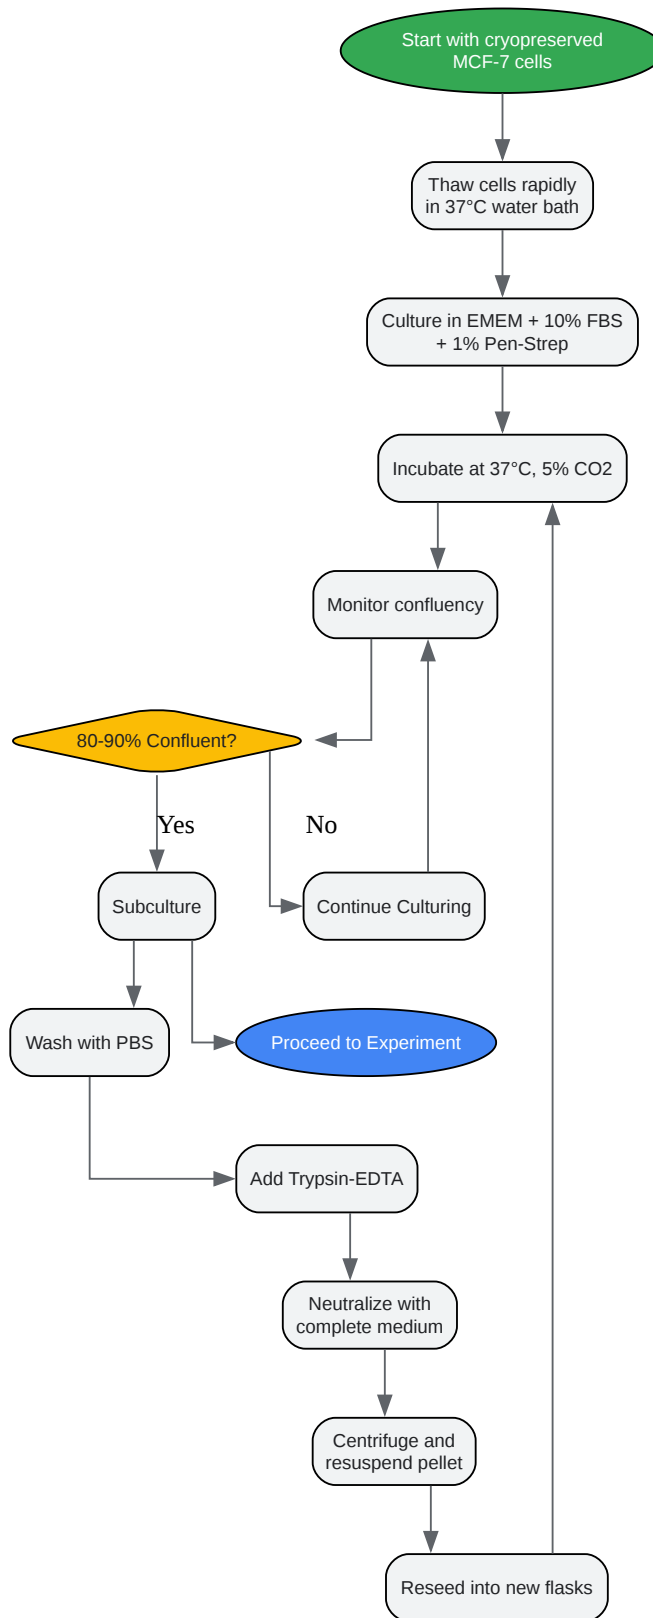 Start with cryopreserved
MCF-7 cells
Thaw cells rapidly
in 37°C water bath
Culture in EMEM + 10% FBS
+ 1% Pen-Strep
Incubate at 37°C, 5% CO2
Monitor confluency
80-90% Confluent?
Yes
No
Subculture
Continue Culturing
Wash with PBS
Proceed to Experiment
Add Trypsin-EDTA
Neutralize with
complete medium
Centrifuge and
resuspend pellet
Reseed into new flasks